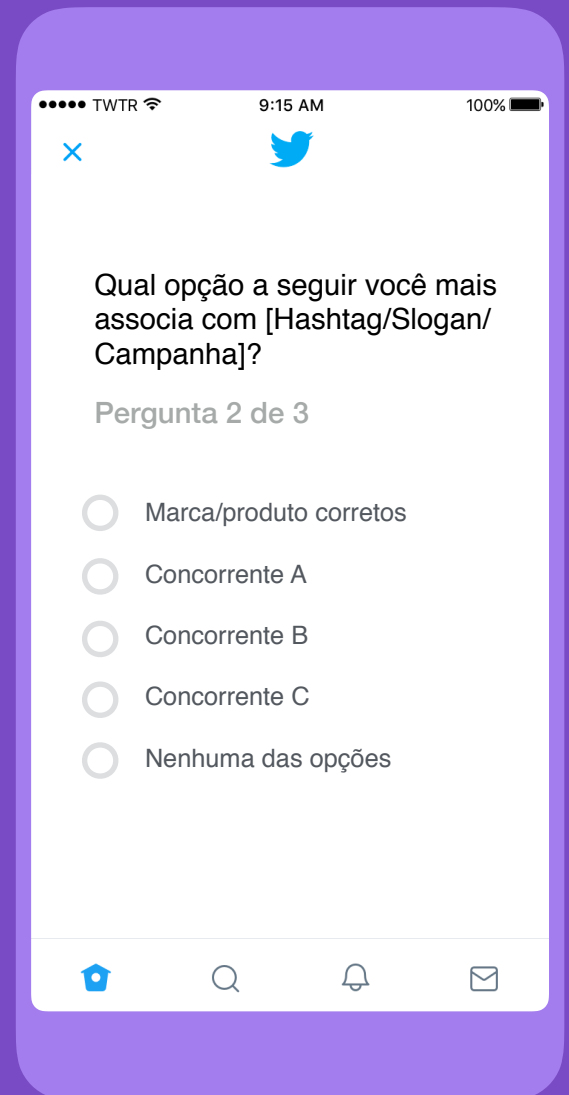 TWTR 9:15 AM 100%
Qual opção a seguir você mais
associa com [Hashtag/Slogan/
Campanha]?
Pergunta 2 de 3
Marca/produto corretos
Concorrente A
Concorrente B
Concorrente C
Nenhuma das opções